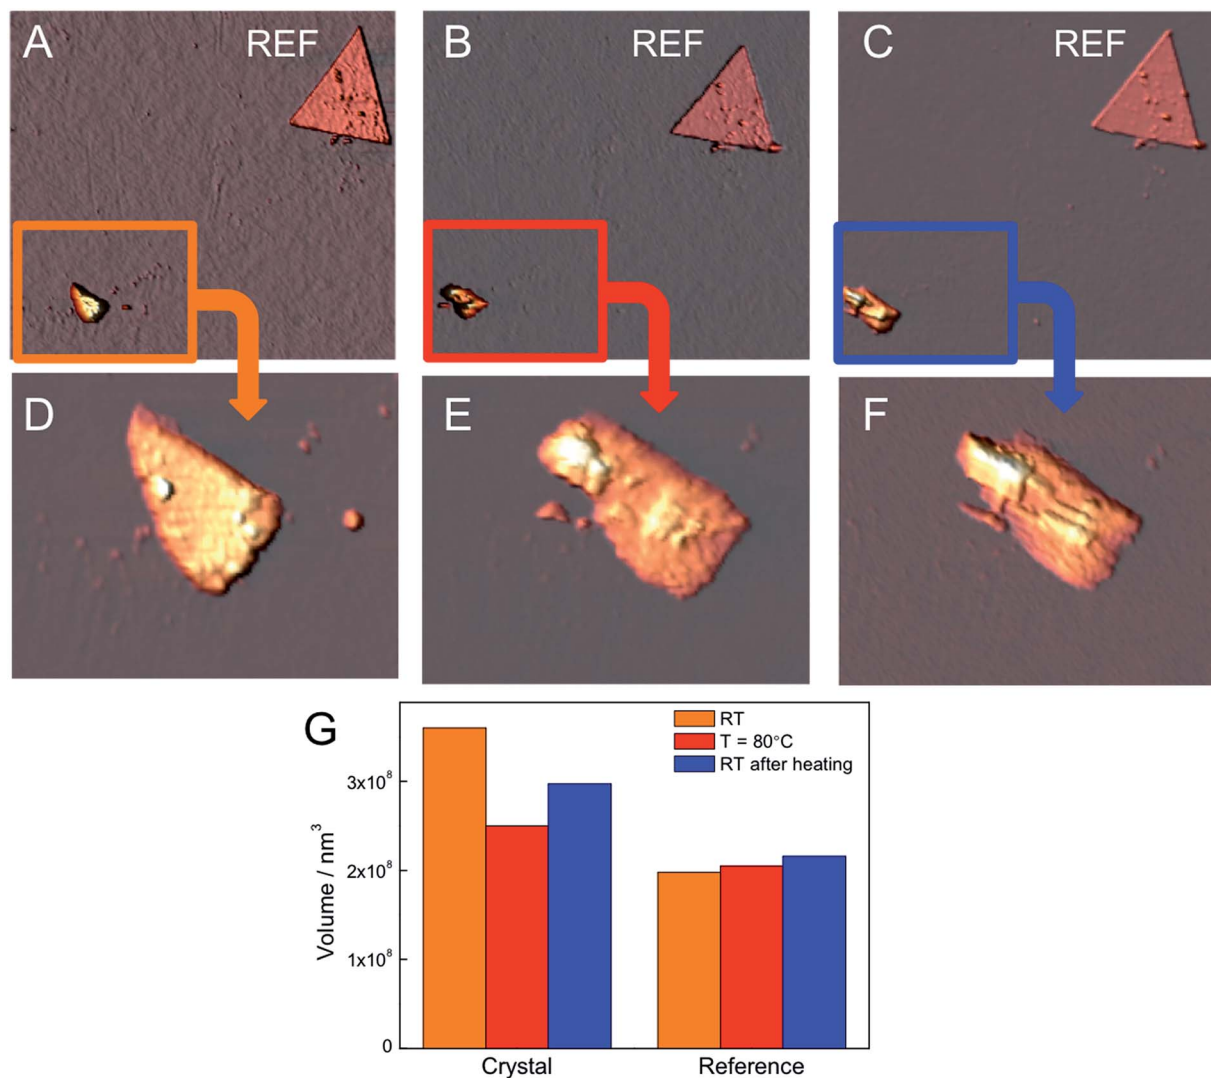 A
REF
B
REF
C
REF
D
E
F
G
RT
T = 80°C
RT after heating
3x10⁸
2x10⁸
1x10⁸
0
Volume / nm³
Crystal
Reference